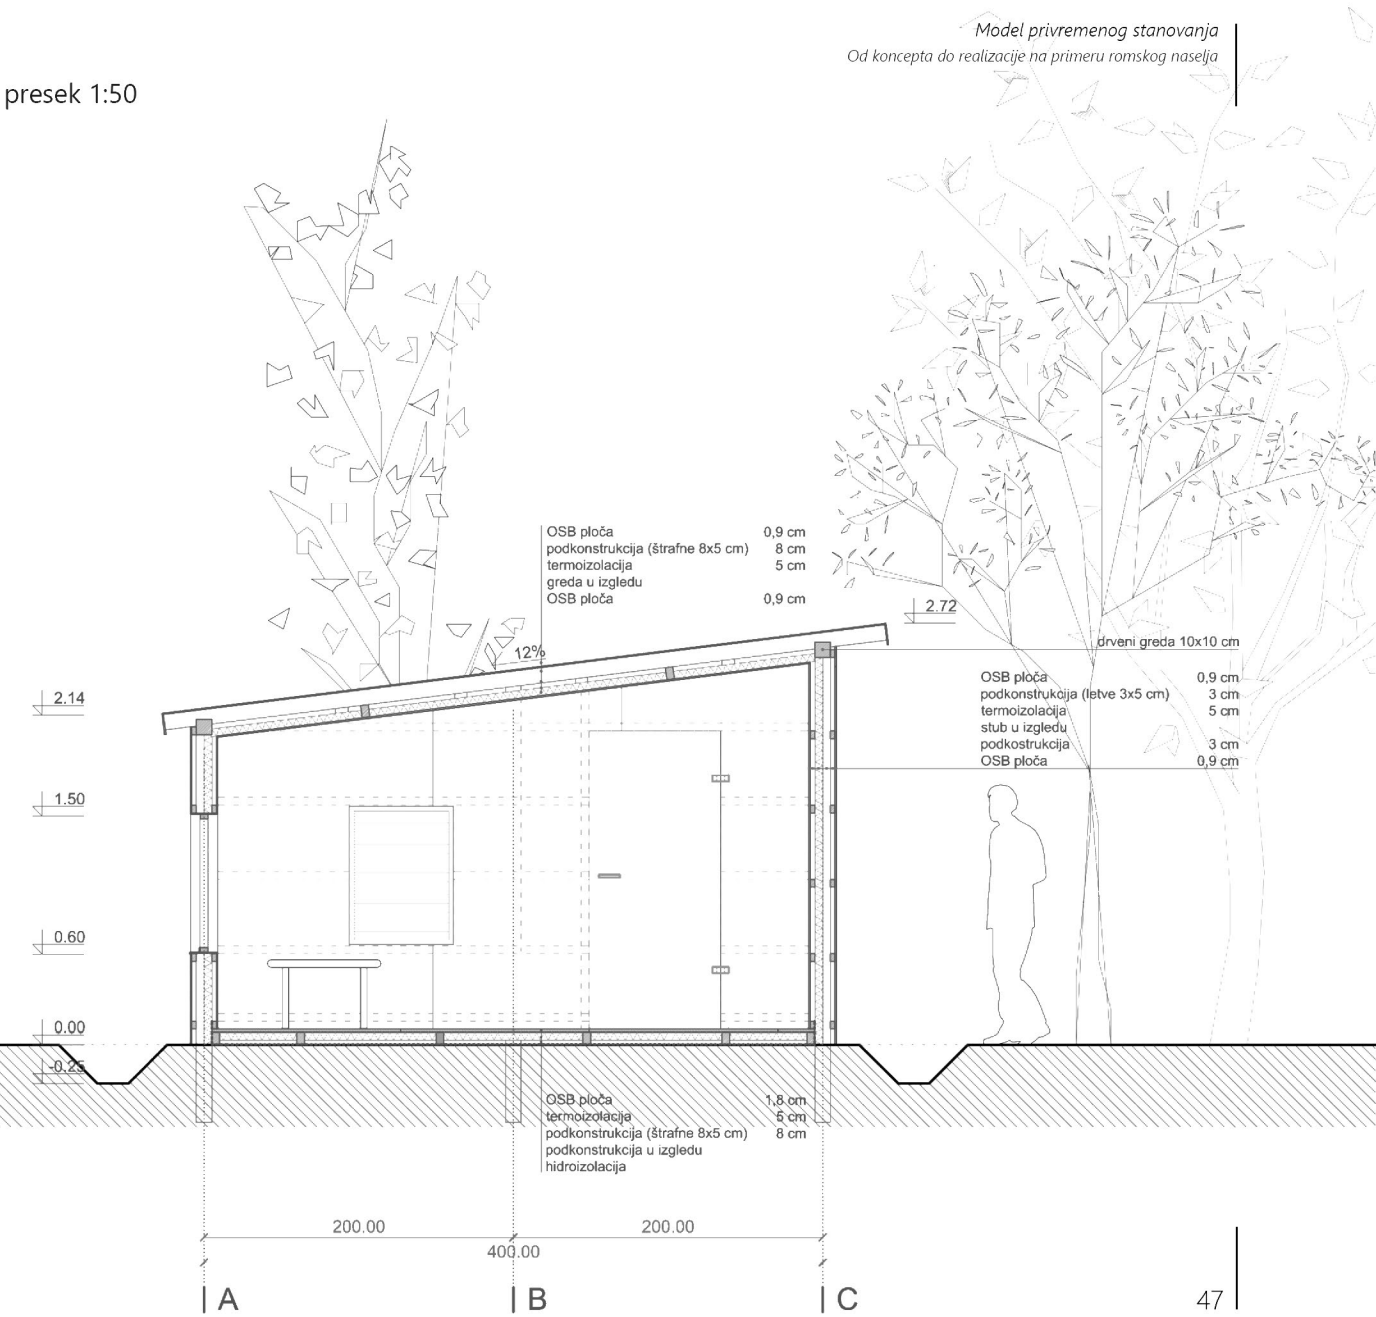 Model privremenog stanovanja
Od koncepta do realizacije na primeru romskog naselja
presek 1:50
OSB ploča 0,9 cm
podkonstrukcija (štrafne 8x5 cm) 8 cm
termoizolacija 5 cm
greda u izgledu
OSB ploča 0,9 cm
2.72
12%
drveni greda 10x10 cm
OSB ploča 0,9 cm
podkonstrukcija (letve 3x5 cm) 3 cm
termoizolacija 5 cm
stub u izgledu
podkostrukcija 3 cm
OSB ploča 0,9 cm
2.14
1.50
0.60
0.00
-0.25
OSB ploča 1,8 cm
termoizolacija 5 cm
podkonstrukcija (štrafne 8x5 cm) 8 cm
podkonstrukcija u izgledu
hidroizolacija
200.00 200.00
400.00
A B C
47